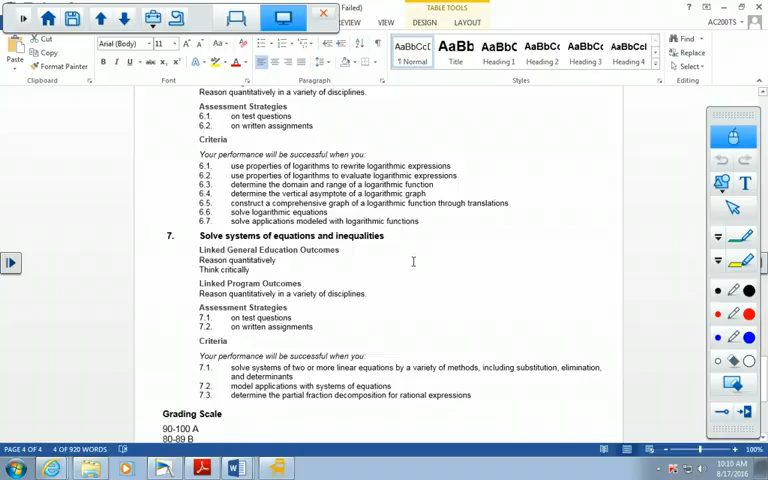 Failed)
TABLE TOOLS
REVIEW VIEW DESIGN LAYOUT
AC200TS
Cut
Copy
Format Painter
Paste
Clipboard
Arial (Body) 11
Font
Paragraph
AaBbCcI AaBb( AaBbC AaBbCc AaBbCc AaBbCcI
¶ Normal Title Heading 1 Heading 2 Heading 3 Heading 4
Styles
Find
Replace
Select
Editing
Reason quantitatively in a variety of disciplines.
Assessment Strategies
6.1. on test questions
6.2. on written assignments
Criteria
Your performance will be successful when you:
6.1. use properties of logarithms to rewrite logarithmic expressions
6.2. use properties of logarithms to evaluate logarithmic expressions
6.3. determine the domain and range of a logarithmic function
6.4. determine the vertical asymptote of a logarithmic graph
6.5. construct a comprehensive graph of a logarithmic function through translations
6.6. solve logarithmic equations
6.7. solve applications modeled with logarithmic functions
7. Solve systems of equations and inequalities
Linked General Education Outcomes
Reason quantitatively
Think critically
Linked Program Outcomes
Reason quantitatively in a variety of disciplines.
Assessment Strategies
7.1. on test questions
7.2. on written assignments
Criteria
Your performance will be successful when you:
7.1. solve systems of two or more linear equations by a variety of methods, including substitution, elimination,
and determinants
7.2. model applications with systems of equations
7.3. determine the partial fraction decomposition for rational expressions
Grading Scale
90-100 A
80-89 B
PAGE 4 OF 4 4 OF 920 WORDS
100%
10:10 AM
8/17/2016